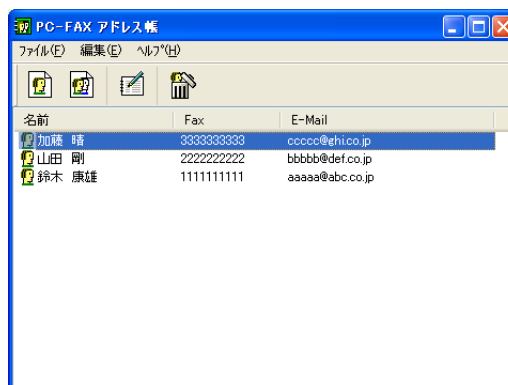 PC-FAX アドレス帳
ファイル(F) 編集(E) ヘルプ(H)
名前 Fax E-Mail
加藤 晴 3333333333 ccccc@ghi.co.jp
山田 剛 2222222222 bbbbb@def.co.jp
鈴木 康雄 1111111111 aaaaa@abc.co.jp